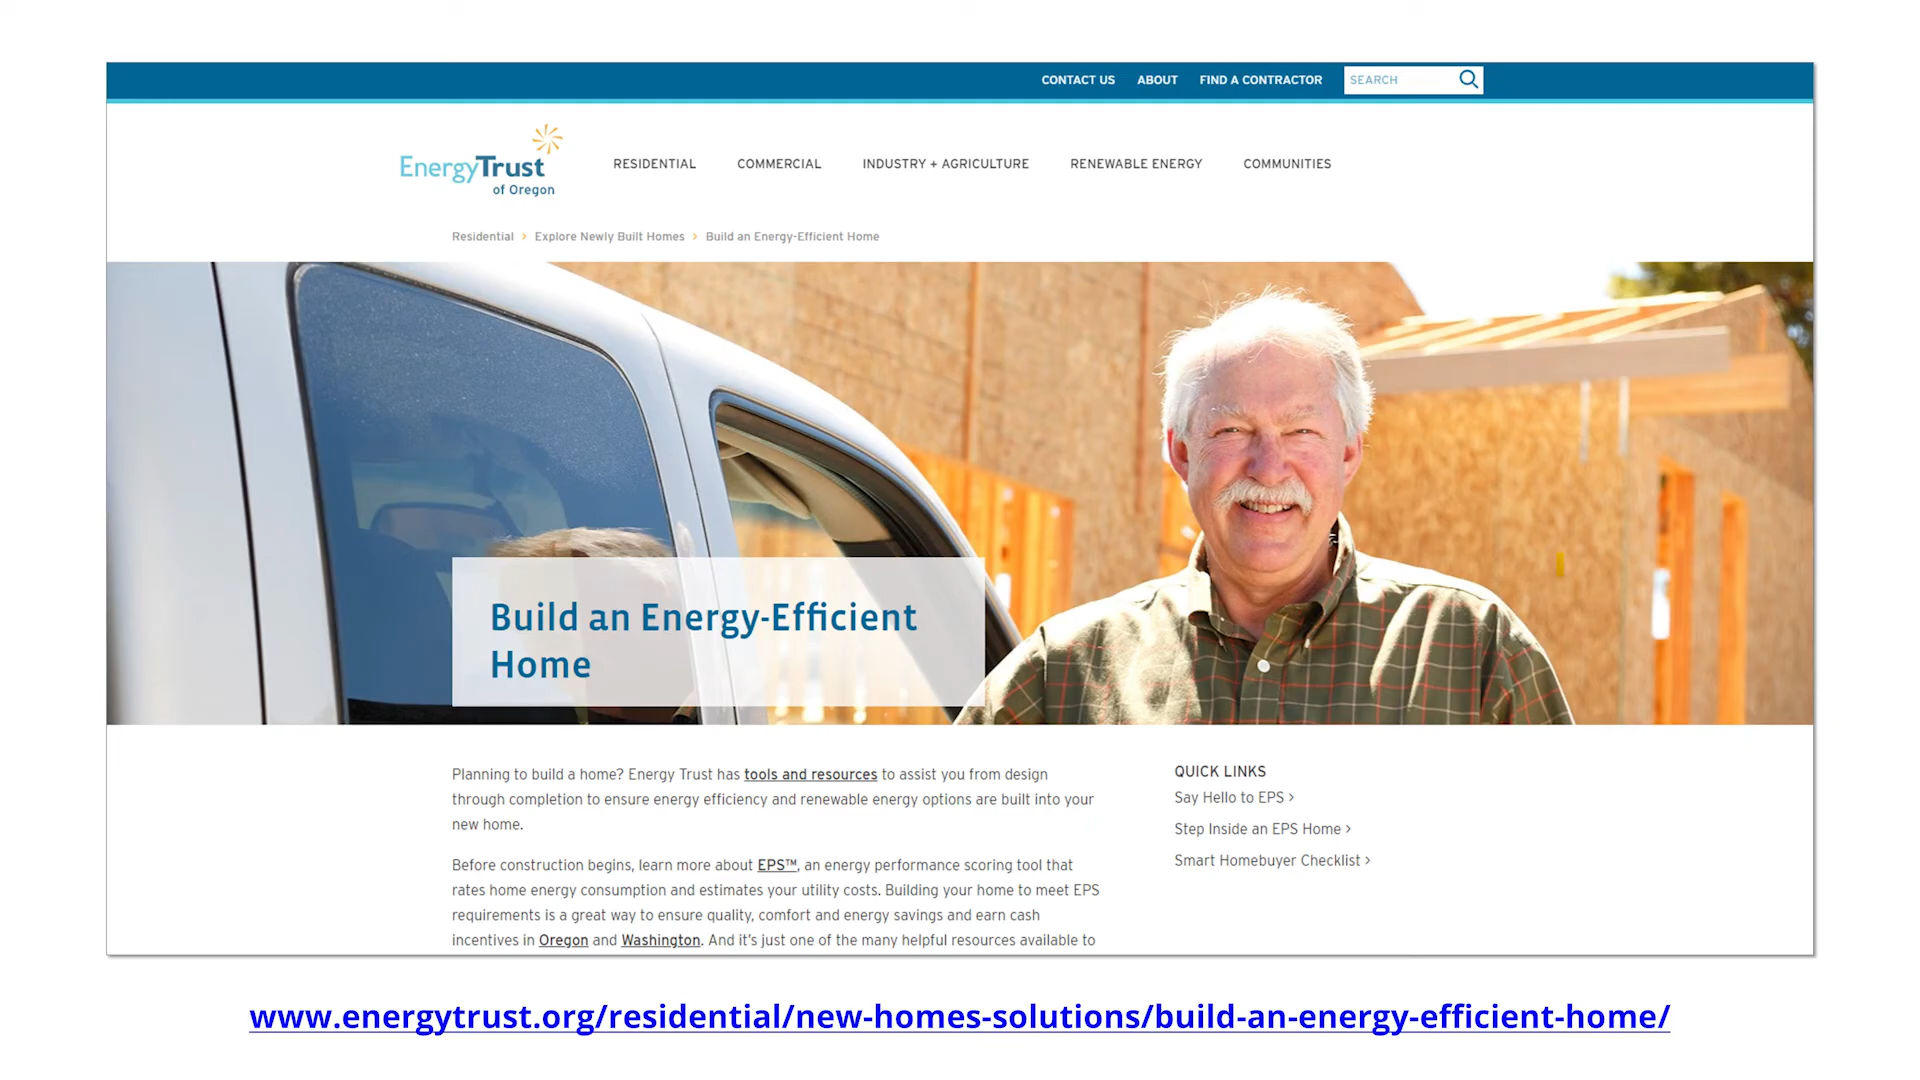 CONTACT US ABOUT FIND A CONTRACTOR SEARCH
EnergyTrust
of Oregon
RESIDENTIAL COMMERCIAL INDUSTRY + AGRICULTURE RENEWABLE ENERGY COMMUNITIES
Residential > Explore Newly Built Homes > Build an Energy-Efficient Home
Build an Energy-Efficient
Home
Planning to build a home? Energy Trust has tools and resources to assist you from design
through completion to ensure energy efficiency and renewable energy options are built into your
new home.
Before construction begins, learn more about EPS™, an energy performance scoring tool that
rates home energy consumption and estimates your utility costs. Building your home to meet EPS
requirements is a great way to ensure quality, comfort and energy savings and earn cash
incentives in Oregon and Washington. And it's just one of the many helpful resources available to
QUICK LINKS
Say Hello to EPS >
Step Inside an EPS Home >
Smart Homebuyer Checklist >
www.energytrust.org/residential/new-homes-solutions/build-an-energy-efficient-home/